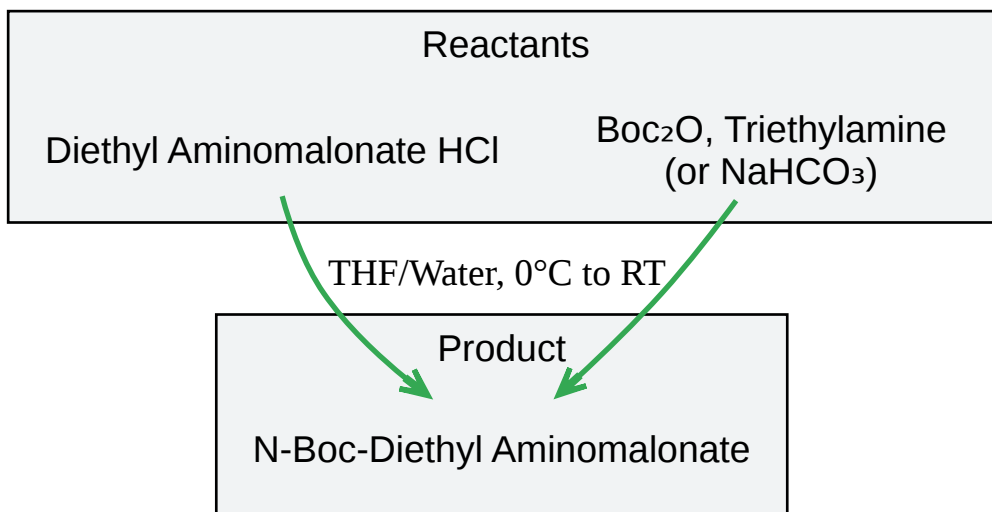 Reactants
Diethyl Aminomalonate HCl
Boc₂O, Triethylamine
(or NaHCO₃)
THF/Water, 0°C to RT
Product
N-Boc-Diethyl Aminomalonate